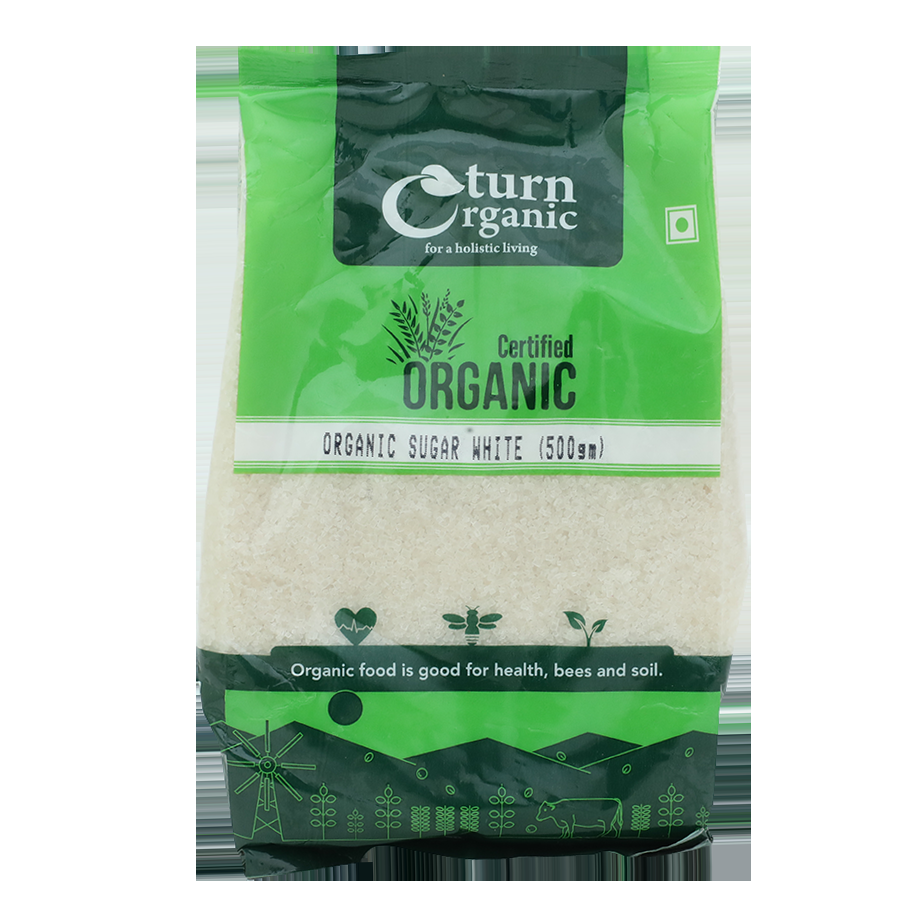 turn
Organic
for a holistic living
Certified
ORGANIC
ORGANIC SUGAR WHITE (500gm)
Organic food is good for health, bees and soil.